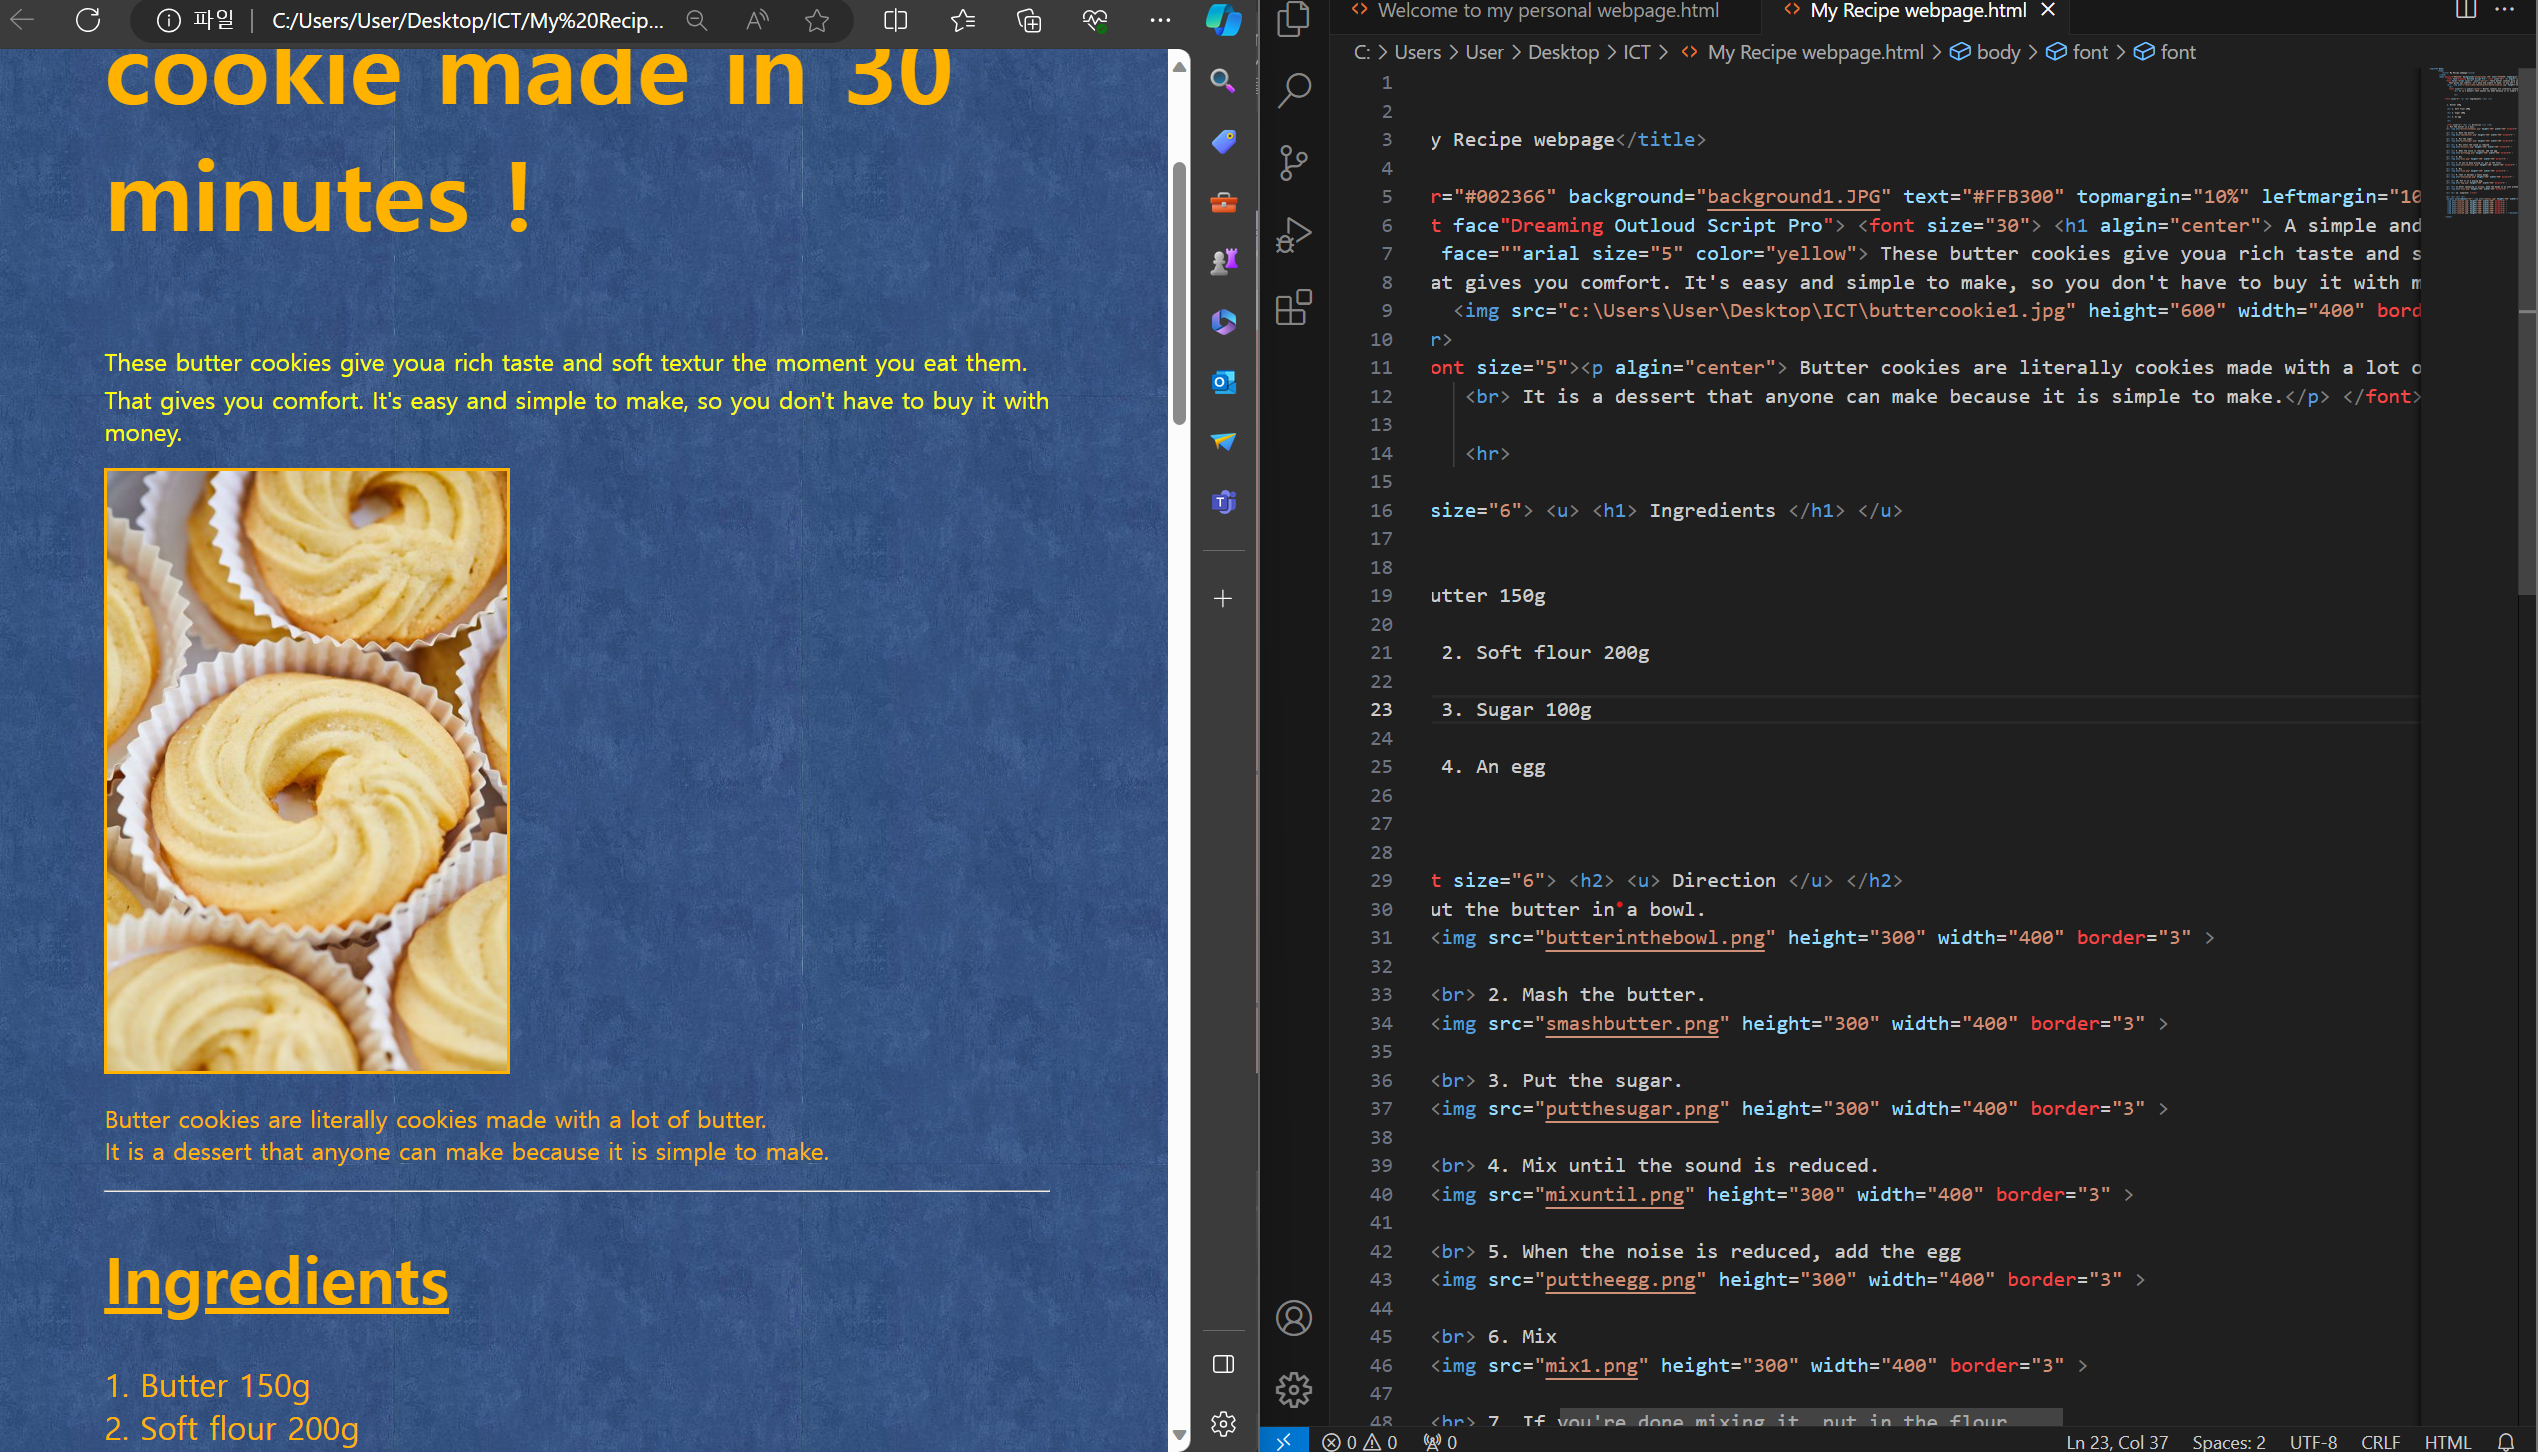 파일
C:/Users/User/Desktop/ICT/My%20Recip...
cookie made in 30
minutes !
These butter cookies give youa rich taste and soft textur the moment you eat them.
That gives you comfort. It's easy and simple to make, so you don't have to buy it with
money.
Butter cookies are literally cookies made with a lot of butter.
It is a dessert that anyone can make because it is simple to make.
Ingredients
1. Butter 150g
2. Soft flour 200g
Welcome to my personal webpage.html
My Recipe webpage.html
C: > Users > User > Desktop > ICT > My Recipe webpage.html > body > font > font
1
2
3 y Recipe webpage</title>
4
5 r="#002366" background="background1.JPG" text="#FFB300" topmargin="10%" leftmargin="10
6 t face"Dreaming Outloud Script Pro"> <font size="30"> <h1 algin="center"> A simple and
7 face=""arial size="5" color="yellow"> These butter cookies give youa rich taste and s
8 at gives you comfort. It's easy and simple to make, so you don't have to buy it with m
9 <img src="c:\Users\User\Desktop\ICT\buttercookie1.jpg" height="600" width="400" bord
10 r>
11 ont size="5"><p algin="center"> Butter cookies are literally cookies made with a lot o
12 <br> It is a dessert that anyone can make because it is simple to make.</p> </font>
13
14 <hr>
15
16 size="6"> <u> <h1> Ingredients </h1> </u>
17
18
19 utter 150g
20
21 2. Soft flour 200g
22
23 3. Sugar 100g
24
25 4. An egg
26
27
28
29 t size="6"> <h2> <u> Direction </u> </h2>
30 ut the butter in a bowl.
31 <img src="butterinthebowl.png" height="300" width="400" border="3" >
32
33 <br> 2. Mash the butter.
34 <img src="smashbutter.png" height="300" width="400" border="3" >
35
36 <br> 3. Put the sugar.
37 <img src="putthesugar.png" height="300" width="400" border="3" >
38
39 <br> 4. Mix until the sound is reduced.
40 <img src="mixuntil.png" height="300" width="400" border="3" >
41
42 <br> 5. When the noise is reduced, add the egg
43 <img src="puttheegg.png" height="300" width="400" border="3" >
44
45 <br> 6. Mix
46 <img src="mix1.png" height="300" width="400" border="3" >
47
48 <br> 7. If you're done mixing it, put in the flour
0 0 0
Ln 23, Col 37 Spaces: 2 UTF-8 CRLF HTML